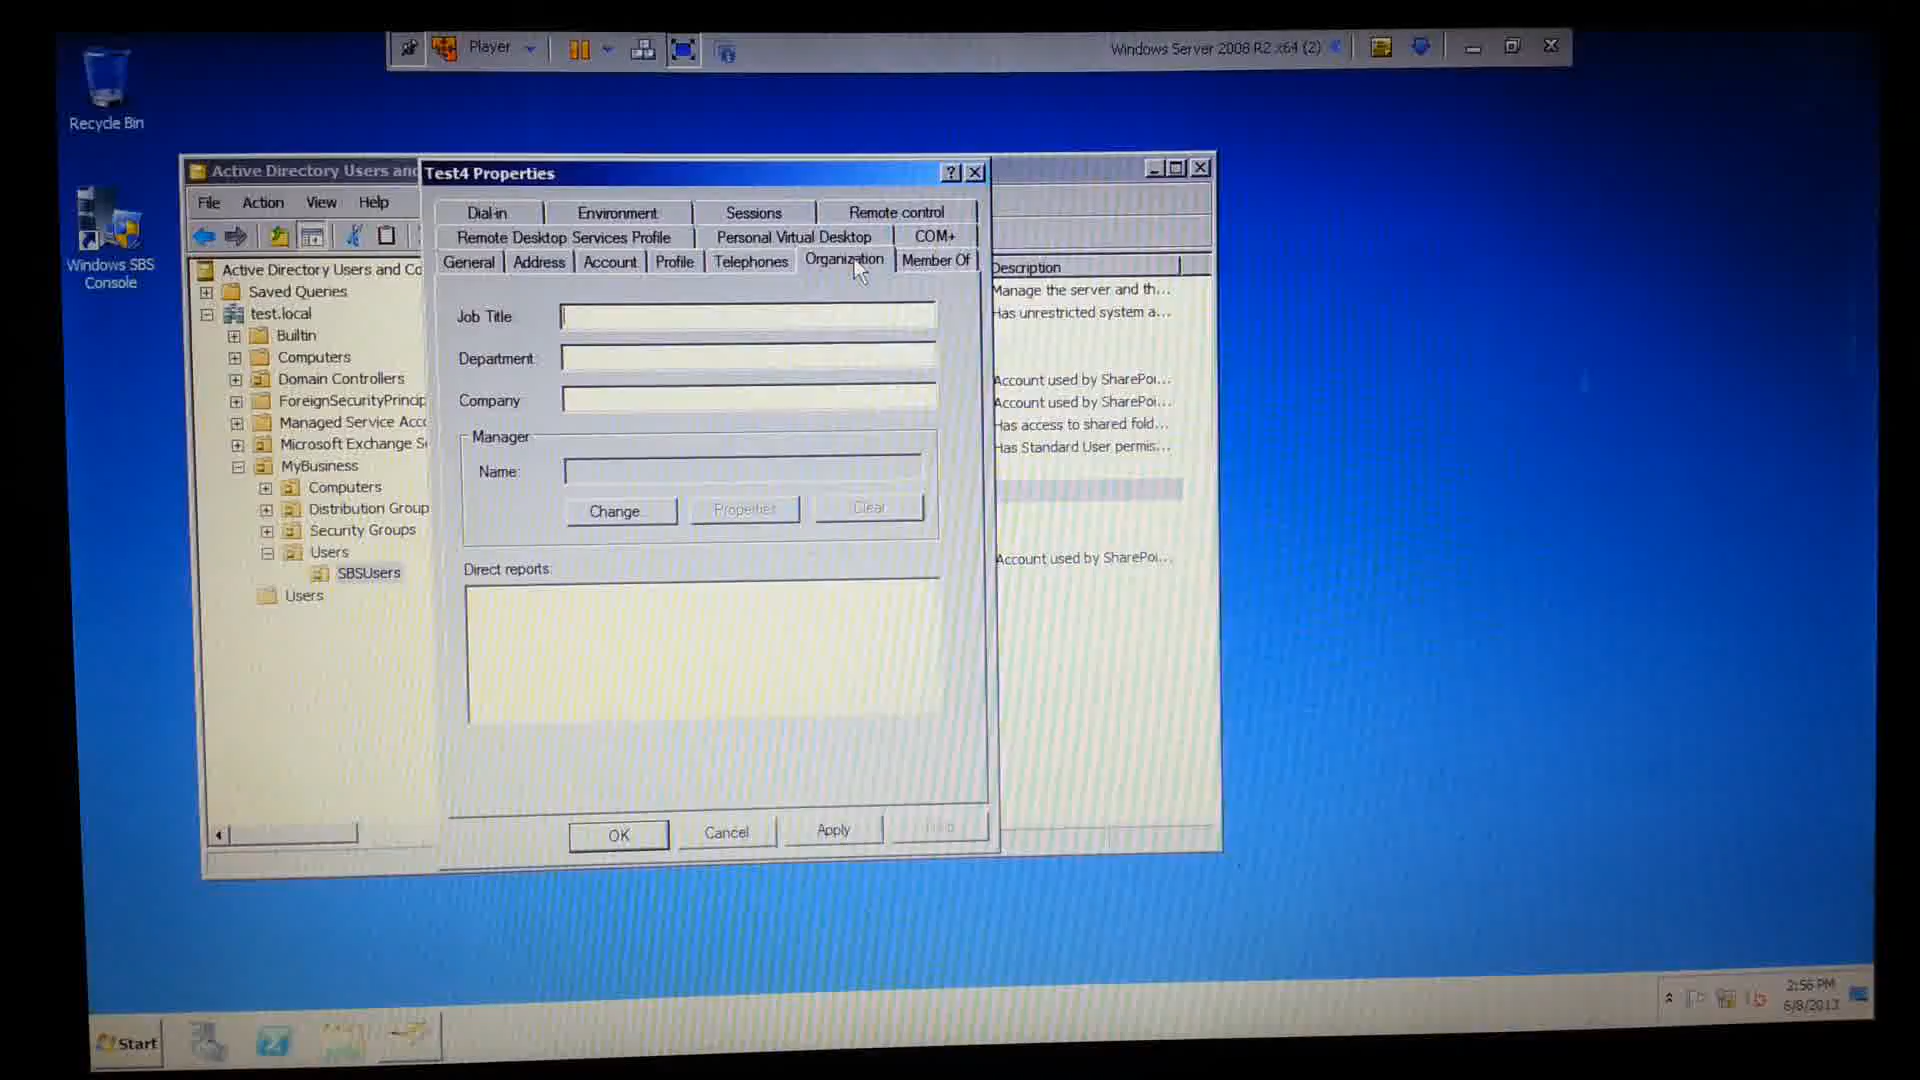 Player
Windows Server 2008 R2 x64 (2)
Recycle Bin
Windows SBS
Console
Active Directory Users and
File Action View Help
Active Directory Users and Co
Saved Queries
test.local
Builtin
Computers
Domain Controllers
ForeignSecurityPrincip
Managed Service Acco
Microsoft Exchange Se
MyBusiness
Computers
Distribution Group
Security Groups
Users
SBSUsers
Users
Test4 Properties
?
Dial-in Environment Sessions Remote control
Remote Desktop Services Profile Personal Virtual Desktop COM+
General Address Account Profile Telephones Organization Member Of
Job Title:
Department:
Company:
Manager
Name:
Change... Properties Clear
Direct reports:
OK Cancel Apply Help
Description
Manage the server and th...
Has unrestricted system a...
Account used by SharePoi...
Account used by SharePoi...
Has access to shared fold...
Has Standard User permis...
Account used by SharePoi...
Start
2:56 PM
6/8/2013